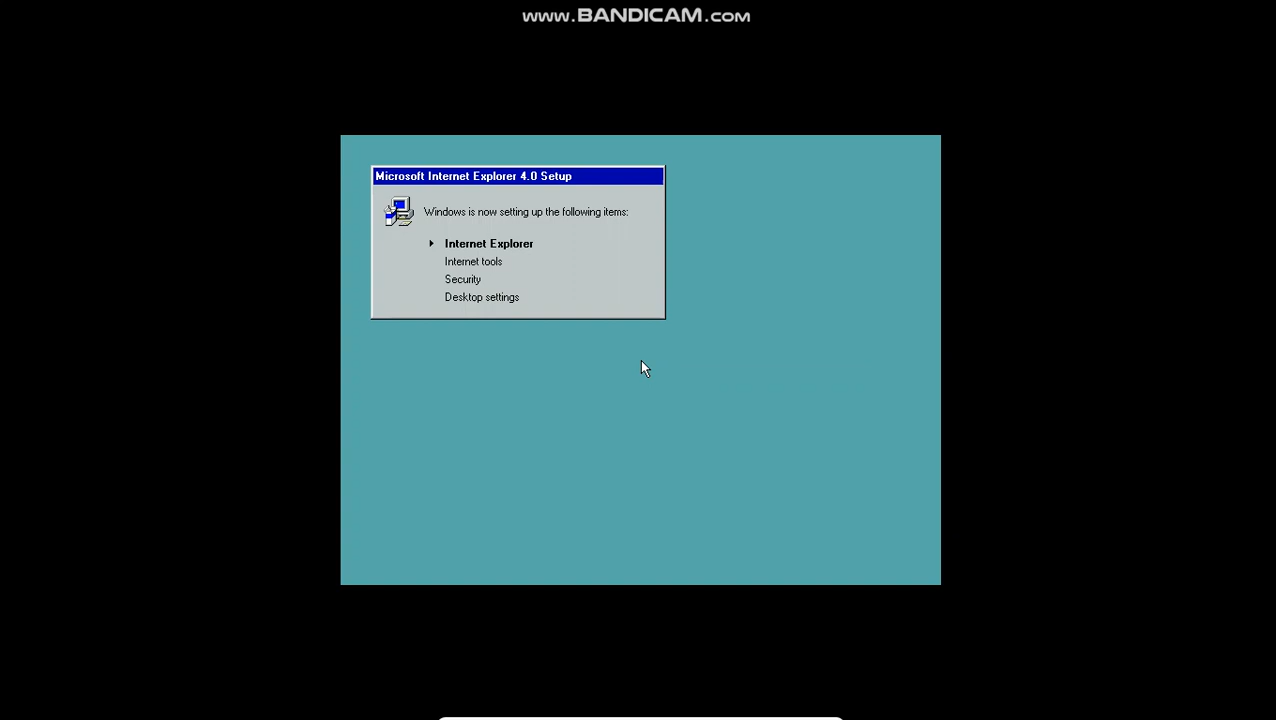 www.BANDICAM.com
Microsoft Internet Explorer 4.0 Setup
Windows is now setting up the following items:
Internet Explorer
Internet tools
Security
Desktop settings